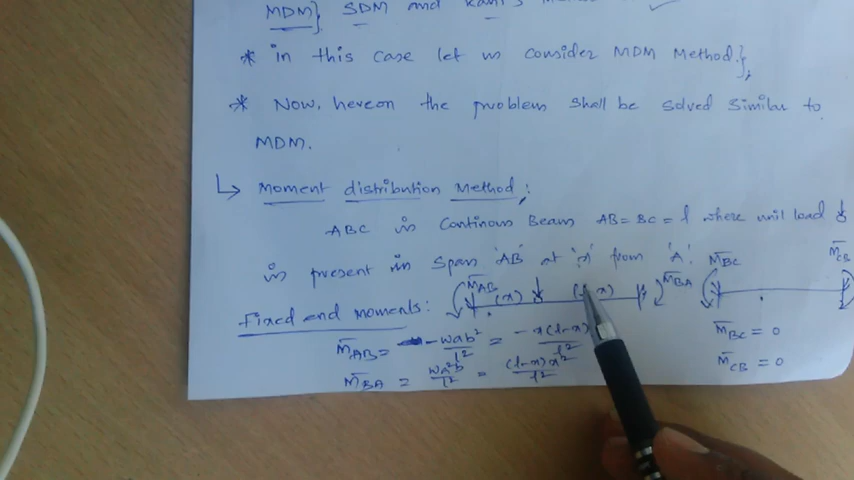 MDM} SDM and Kani's
* in this case let us consider MDM Method.},
* Now, hereon the problem shall be solved similar to
MDM.
↳ Moment distribution Method:
ABC is Continous Beam AB = BC = l where unit load ↓
is present in Span 'AB' at 'x' from 'A'.
M̅AB (x) ↓ M̅BA M̅BC M̅CB
Fixed end moments:
M̅AB = -wab²/l² = -x(l-x)²/l² M̅BC = 0
M̅BA = wa²b/l² = (l-x)x²/l² M̅CB = 0